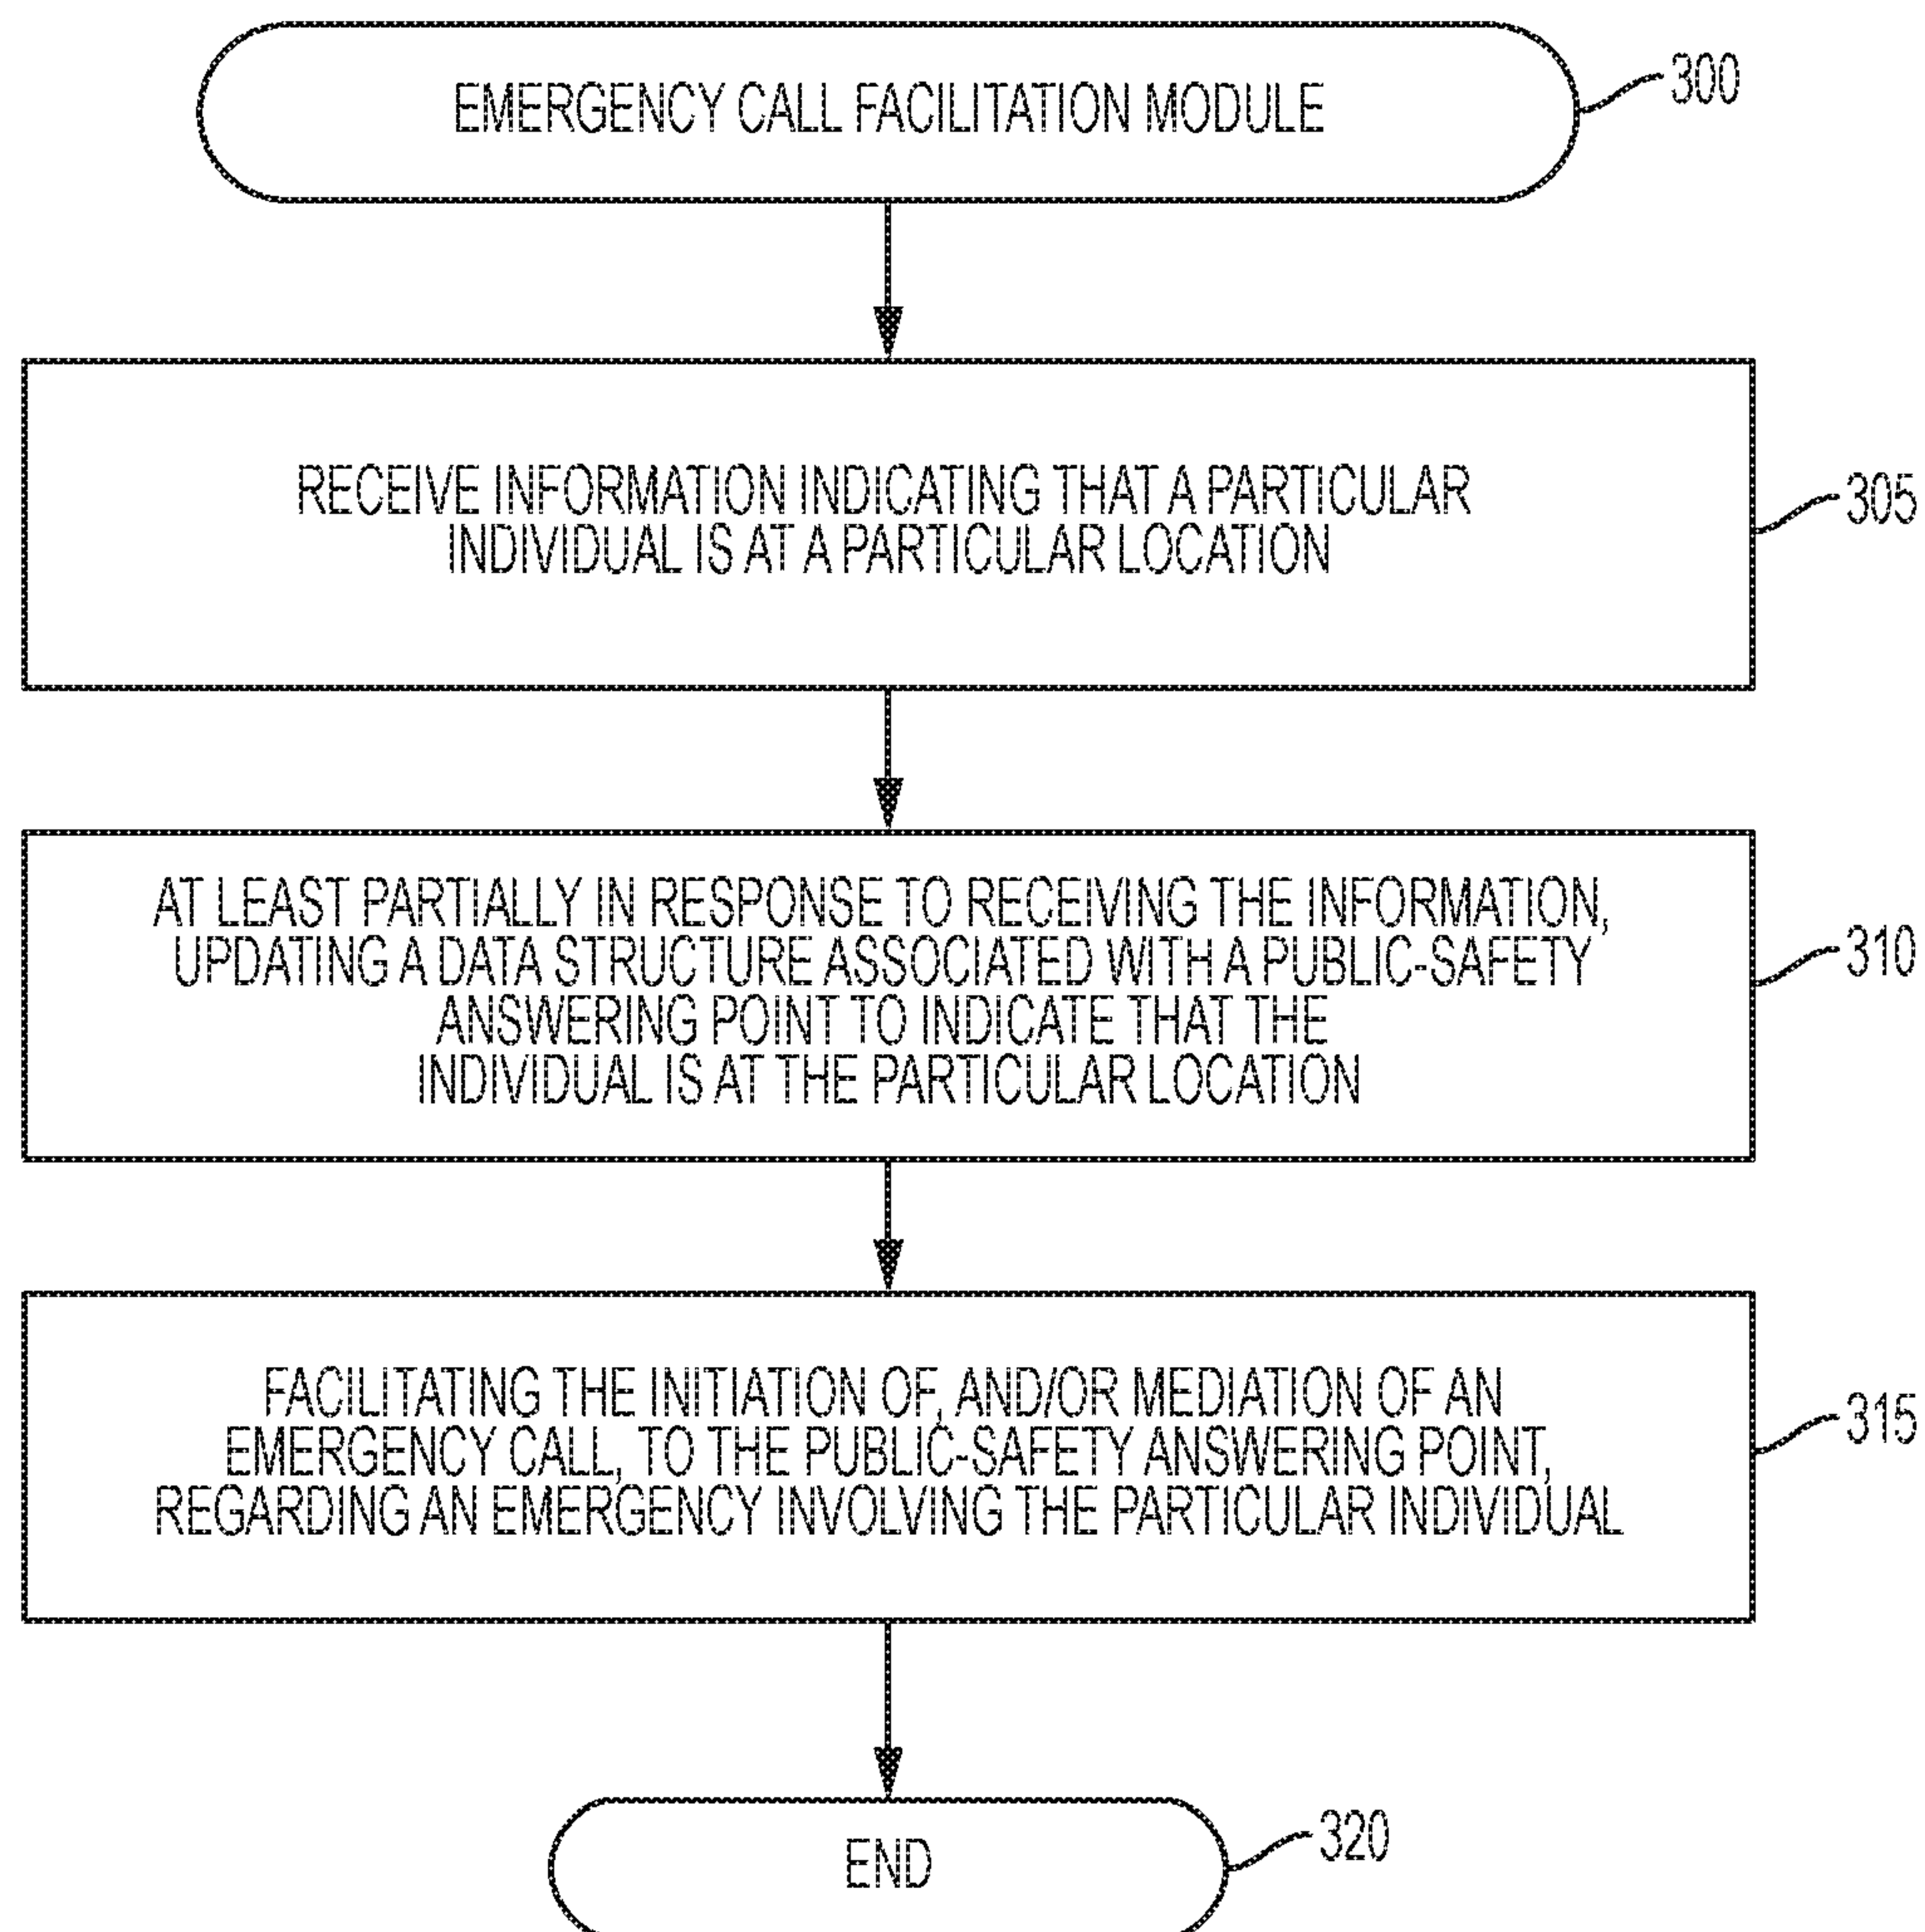 EMERGENCY CALL FACILITATION MODULE
300
RECEIVE INFORMATION INDICATING THAT A PARTICULAR
INDIVIDUAL IS AT A PARTICULAR LOCATION
305
AT LEAST PARTIALLY IN RESPONSE TO RECEIVING THE INFORMATION,
UPDATING A DATA STRUCTURE ASSOCIATED WITH A PUBLIC-SAFETY
ANSWERING POINT TO INDICATE THAT THE
INDIVIDUAL IS AT THE PARTICULAR LOCATION
310
FACILITATING THE INITIATION OF, AND/OR MEDIATION OF AN
EMERGENCY CALL, TO THE PUBLIC-SAFETY ANSWERING POINT,
REGARDING AN EMERGENCY INVOLVING THE PARTICULAR INDIVIDUAL
315
END
320